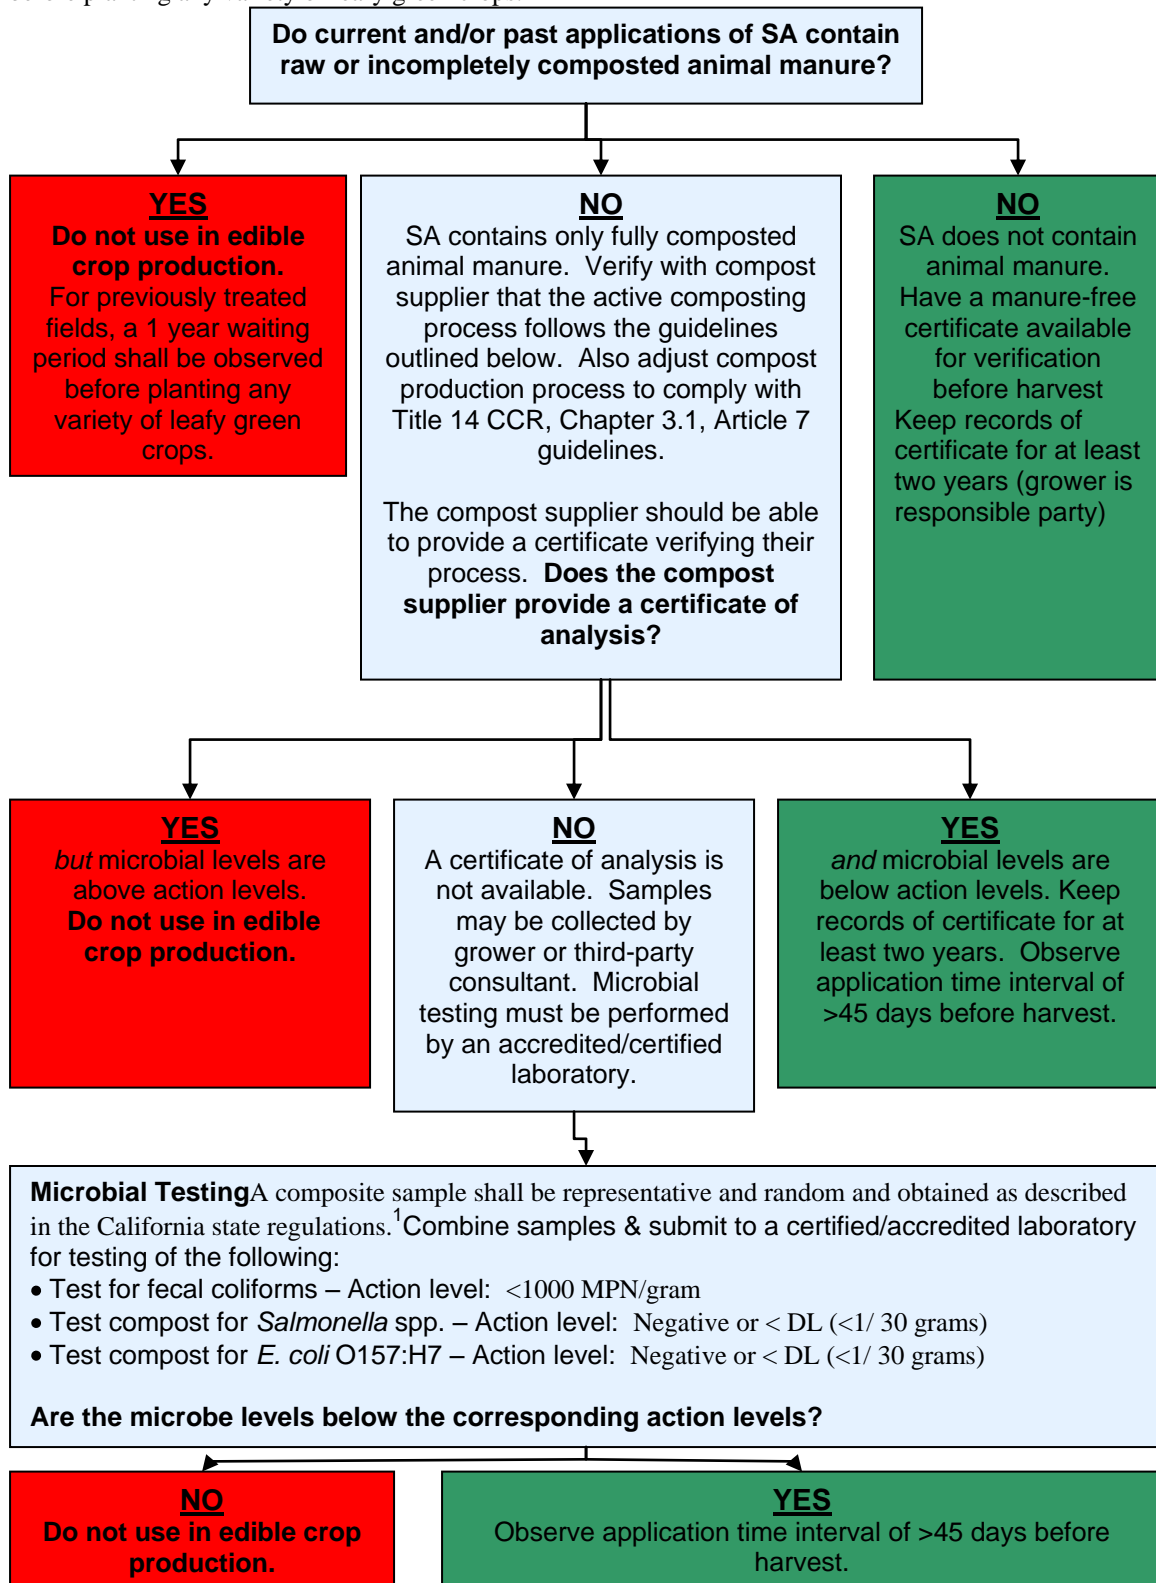 before planting any variety of leafy green crops.
Do current and/or past applications of SA contain
raw or incompletely composted animal manure?
YES
Do not use in edible
crop production.
For previously treated
fields, a 1 year waiting
period shall be observed
before planting any
variety of leafy green
crops.
NO
SA contains only fully composted
animal manure. Verify with compost
supplier that the active composting
process follows the guidelines
outlined below. Also adjust compost
production process to comply with
Title 14 CCR, Chapter 3.1, Article 7
guidelines.
The compost supplier should be able
to provide a certificate verifying their
process. Does the compost
supplier provide a certificate of
analysis?
NO
SA does not contain
animal manure.
Have a manure-free
certificate available
for verification
before harvest
Keep records of
certificate for at least
two years (grower is
responsible party)
YES
but microbial levels are
above action levels.
Do not use in edible
crop production.
NO
A certificate of analysis is
not available. Samples
may be collected by
grower or third-party
consultant. Microbial
testing must be performed
by an accredited/certified
laboratory.
YES
and microbial levels are
below action levels. Keep
records of certificate for at
least two years. Observe
application time interval of
>45 days before harvest.
Microbial TestingA composite sample shall be representative and random and obtained as described
in the California state regulations.¹Combine samples & submit to a certified/accredited laboratory
for testing of the following:
• Test for fecal coliforms – Action level: <1000 MPN/gram
• Test compost for Salmonella spp. – Action level: Negative or < DL (<1/ 30 grams)
• Test compost for E. coli O157:H7 – Action level: Negative or < DL (<1/ 30 grams)
Are the microbe levels below the corresponding action levels?
NO
Do not use in edible crop
production.
YES
Observe application time interval of >45 days before
harvest.